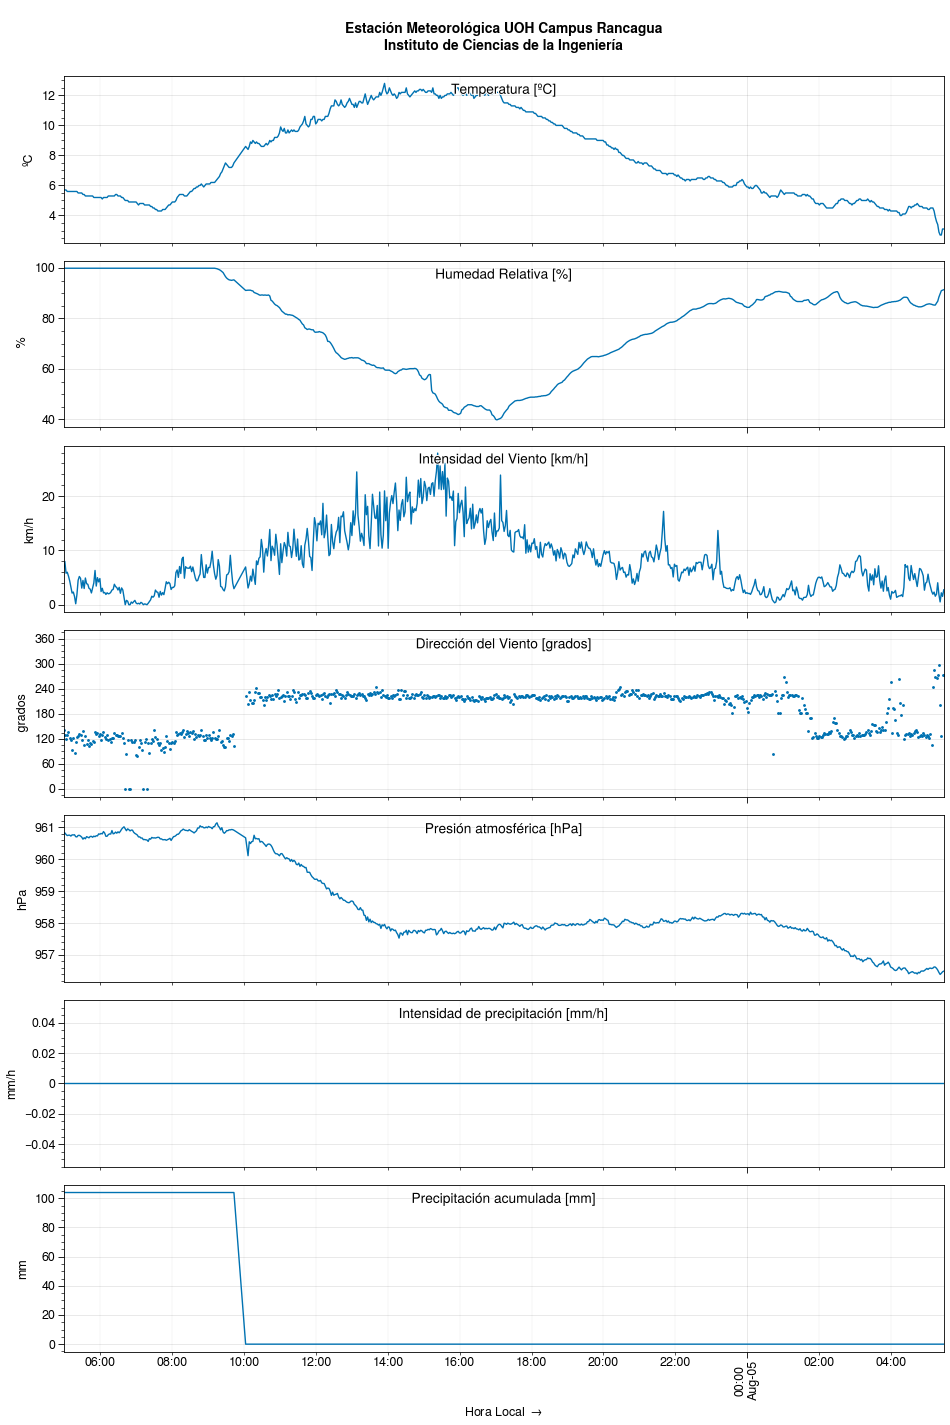 Estación Meteorológica UOH Campus Rancagua
Instituto de Ciencias de la Ingeniería
Temperatura [ºC]
ºC
12
10
8
6
4
Humedad Relativa [%]
%
100
80
60
40
Intensidad del Viento [km/h]
km/h
20
10
0
Dirección del Viento [grados]
grados
360
300
240
180
120
60
0
Presión atmosférica [hPa]
hPa
961
960
959
958
957
Intensidad de precipitación [mm/h]
mm/h
0.04
0.02
0
−0.02
−0.04
Precipitación acumulada [mm]
mm
100
80
60
40
20
0
06:00 08:00 10:00 12:00 14:00 16:00 18:00 20:00 22:00 00:00 02:00 04:00
Aug-05
Hora Local →